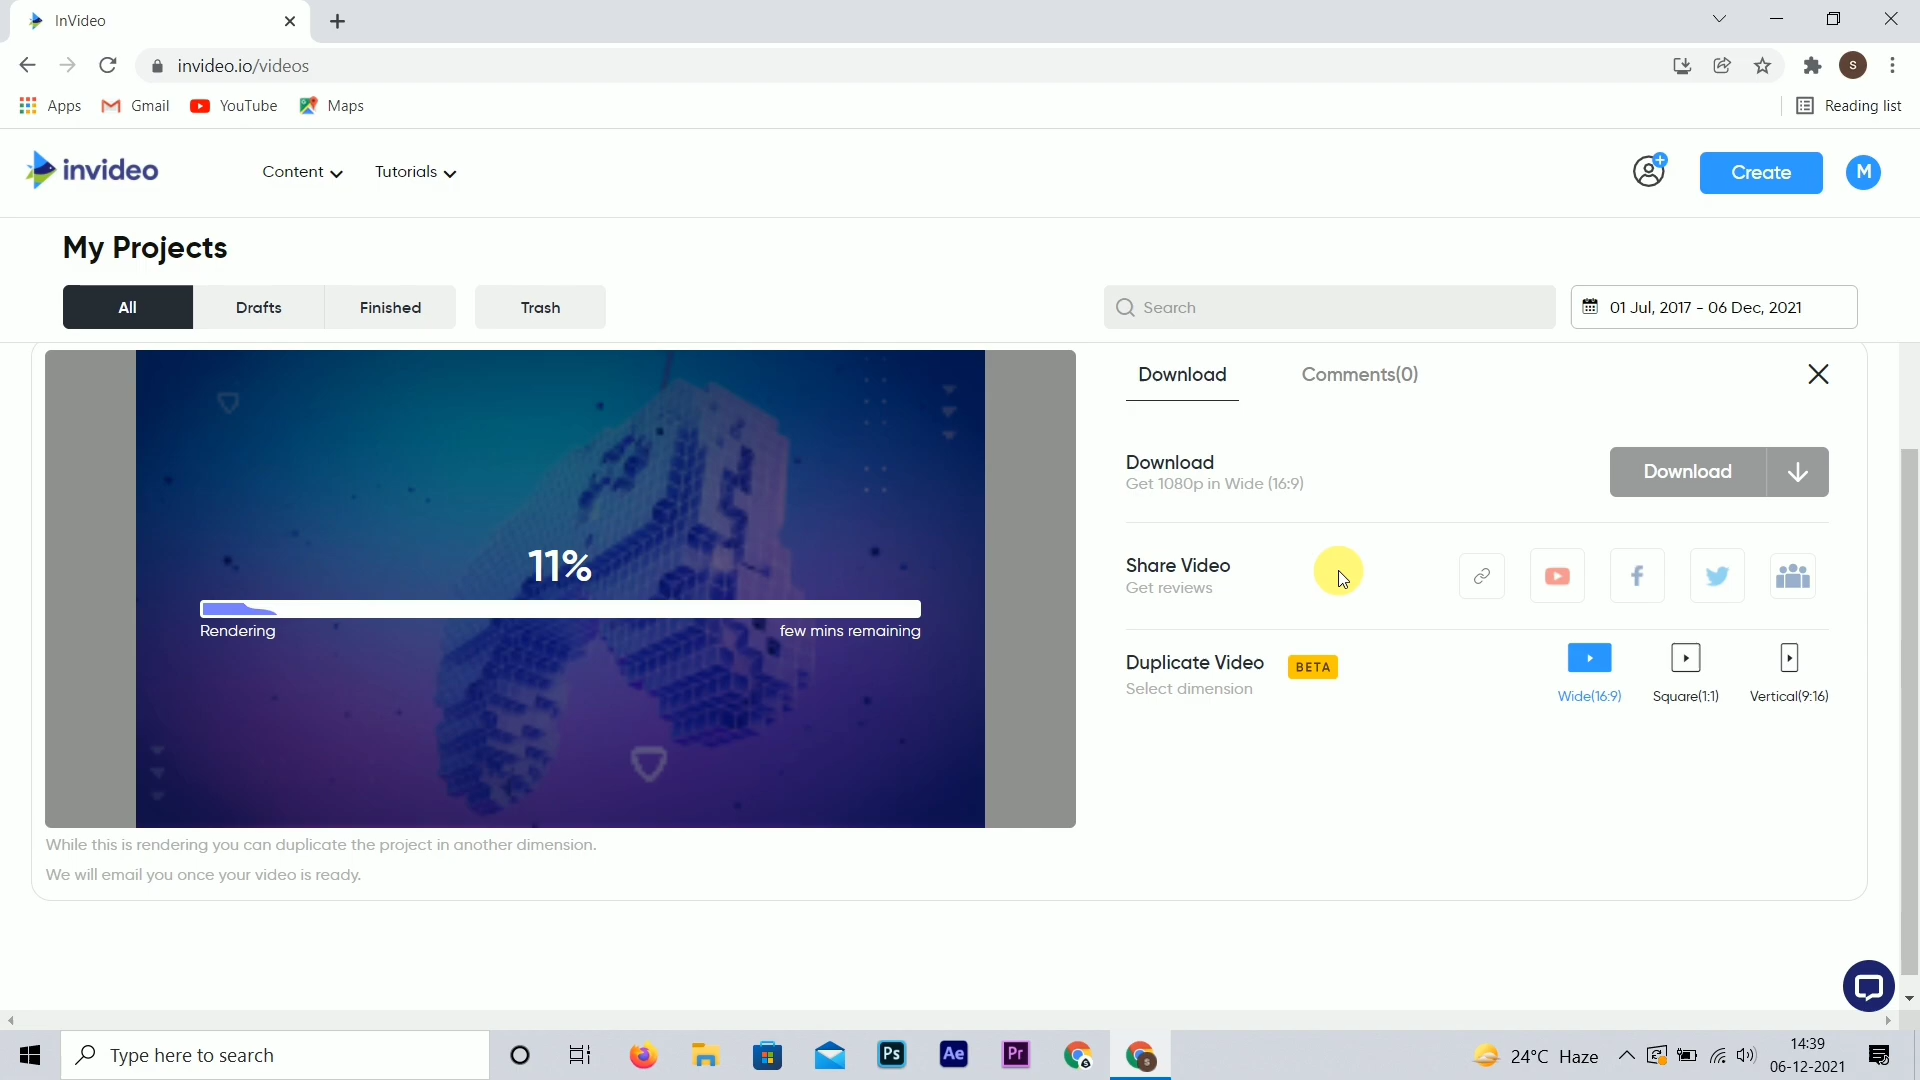 InVideo
invideo.io/videos
Apps
Gmail
YouTube
Maps
Reading list
invideo
Content
Tutorials
Create
M
S
My Projects
All
Drafts
Finished
Trash
Search
01 Jul, 2017 - 06 Dec, 2021
Download
Comments(0)
Download
Get 1080p in Wide (16:9)
Download
11%
Rendering
few mins remaining
Share Video
Get reviews
Duplicate Video
BETA
Select dimension
Wide(16:9)
Square(1:1)
Vertical(9:16)
While this is rendering you can duplicate the project in another dimension.
We will email you once your video is ready.
Type here to search
Ps
Ae
Pr
24°C Haze
14:39
06-12-2021